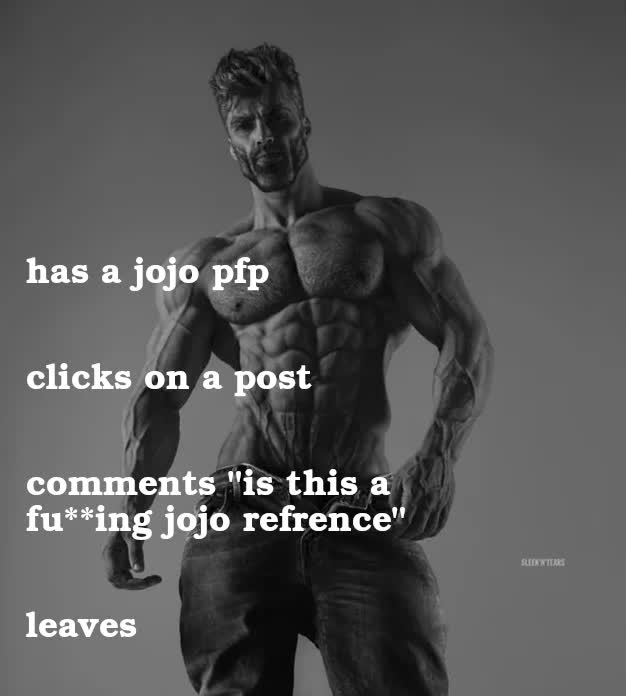 has a jojo pfp
clicks on a post
comments "is this a
fu**ing jojo refrence"
SLEEK'N'TEARS
leaves